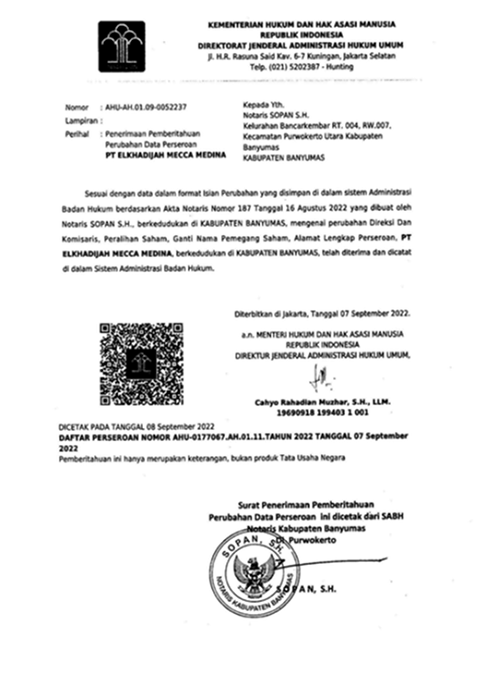 KEMENTERIAN HUKUM DAN HAK ASASI MANUSIA
REPUBLIK INDONESIA
DIREKTORAT JENDERAL ADMINISTRASI HUKUM UMUM
Jl. H.R. Rasuna Said Kav. 6-7 Kuningan, Jakarta Selatan
Telp. (021) 5202387 - Hunting
Nomor : AHU-AH.01.09-0052237
Lampiran :
Perihal : Penerimaan Pemberitahuan
Perubahan Data Perseroan
PT ELKHADIJAH MECCA MEDINA
Kepada Yth.
Notaris SOPAN S.H.
Kelurahan Bancarkembar RT. 004, RW.007,
Kecamatan Purwokerto Utara Kabupaten
Banyumas
KABUPATEN BANYUMAS
Sesuai dengan data dalam format Isian Perubahan yang disimpan di dalam sistem Administrasi
Badan Hukum berdasarkan Akta Notaris Nomor 187 Tanggal 16 Agustus 2022 yang dibuat oleh
Notaris SOPAN S.H., berkedudukan di KABUPATEN BANYUMAS, mengenai perubahan Direksi Dan
Komisaris, Peralihan Saham, Ganti Nama Pemegang Saham, Alamat Lengkap Perseroan, PT
ELKHADIJAH MECCA MEDINA, berkedudukan di KABUPATEN BANYUMAS, telah diterima dan dicatat
di dalam Sistem Administrasi Badan Hukum.
Diterbitkan di Jakarta, Tanggal 07 September 2022.
a.n. MENTERI HUKUM DAN HAK ASASI MANUSIA
REPUBLIK INDONESIA
DIREKTUR JENDERAL ADMINISTRASI HUKUM UMUM,
Cahyo Rahadian Muzhar, S.H., LLM.
19690918 199403 1 001
DICETAK PADA TANGGAL 08 September 2022
DAFTAR PERSEROAN NOMOR AHU-0177067.AH.01.11.TAHUN 2022 TANGGAL 07 September
2022
Pemberitahuan ini hanya merupakan keterangan, bukan produk Tata Usaha Negara
Surat Penerimaan Pemberitahuan
Perubahan Data Perseroan ini dicetak dari SABH
Notaris Kabupaten Banyumas
Di Purwokerto
SOPAN, S.H.
NOTARIS KABUPATEN BANYUMAS
SOPAN, S.H.